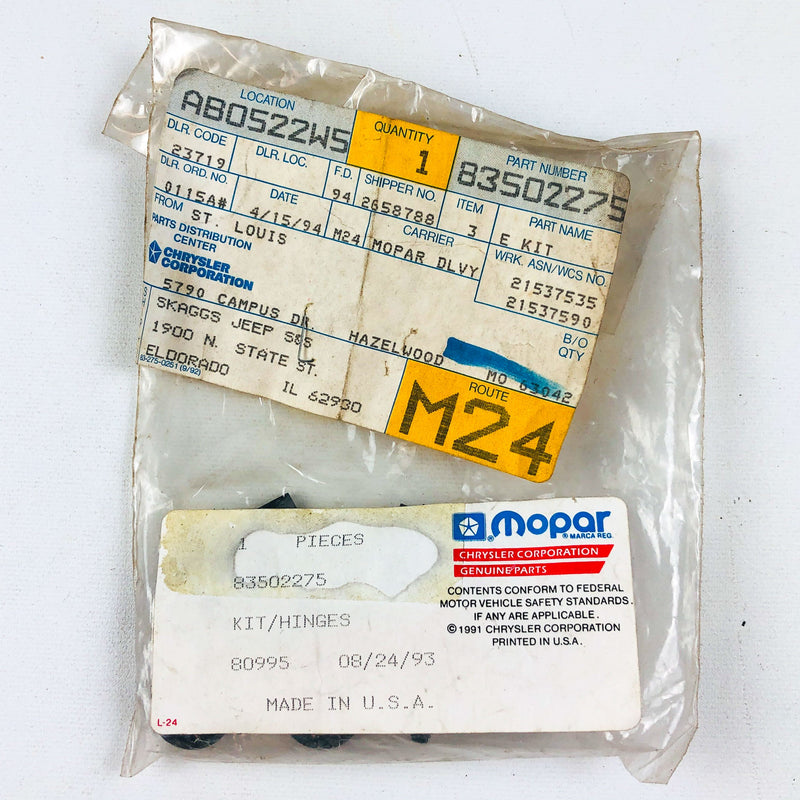 LOCATION
AB0522W5
QUANTITY
1
PART NUMBER
83502275
DLR. CODE
23719
DLR. LOC.
F.D.
94
SHIPPER NO.
2658788
ITEM
3
PART NAME
E KIT
DLR. ORD. NO.
0115A#
DATE
4/15/94
M24
CARRIER
MOPAR DLVY
WRK. ASN/WCS NO.
21537535
21537590
FROM ST. LOUIS
PARTS DISTRIBUTION
CENTER
CHRYSLER
CORPORATION
5790 CAMPUS DR. HAZELWOOD MO 63042
B/O
QTY
SKAGGS JEEP S&S
1900 N. STATE ST.
ELDORADO IL 62930
83-275-0251 (9/92)
ROUTE
M24
1 PIECES
83502275
KIT/HINGES
80995 08/24/93
MADE IN U.S.A.
L-24
Mopar
® MARCA REG.
CHRYSLER CORPORATION
GENUINE PARTS
CONTENTS CONFORM TO FEDERAL
MOTOR VEHICLE SAFETY STANDARDS.
IF ANY ARE APPLICABLE.
© 1991 CHRYSLER CORPORATION
PRINTED IN U.S.A.